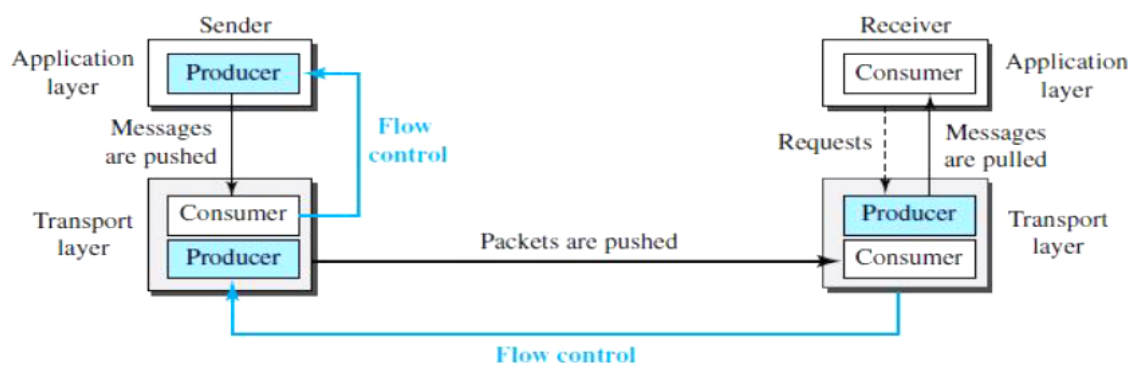 Sender
Receiver
Application
layer
Producer
Consumer
Application
layer
Messages
are pushed
Flow
control
Requests
Messages
are pulled
Transport
layer
Consumer
Producer
Packets are pushed
Producer
Consumer
Transport
layer
Flow control